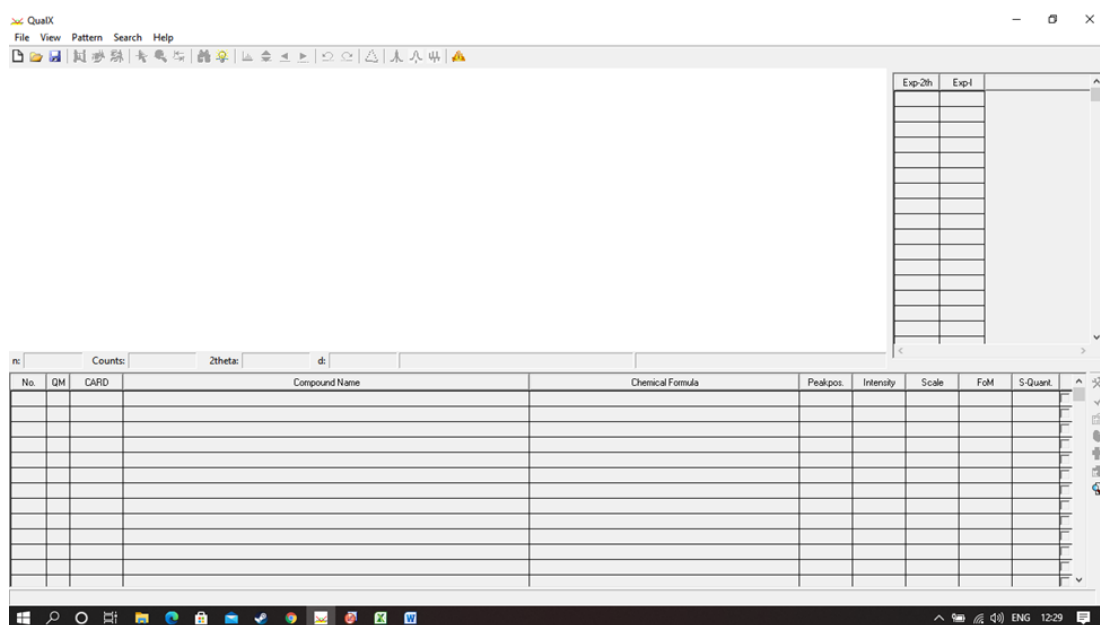 QualX
File View Pattern Search Help
Exp-2th Exp-I
n: Counts: 2theta: d:
No. QM CARD Compound Name Chemical Formula Peakpos. Intensity Scale FoM S-Quant.
ENG 12:29